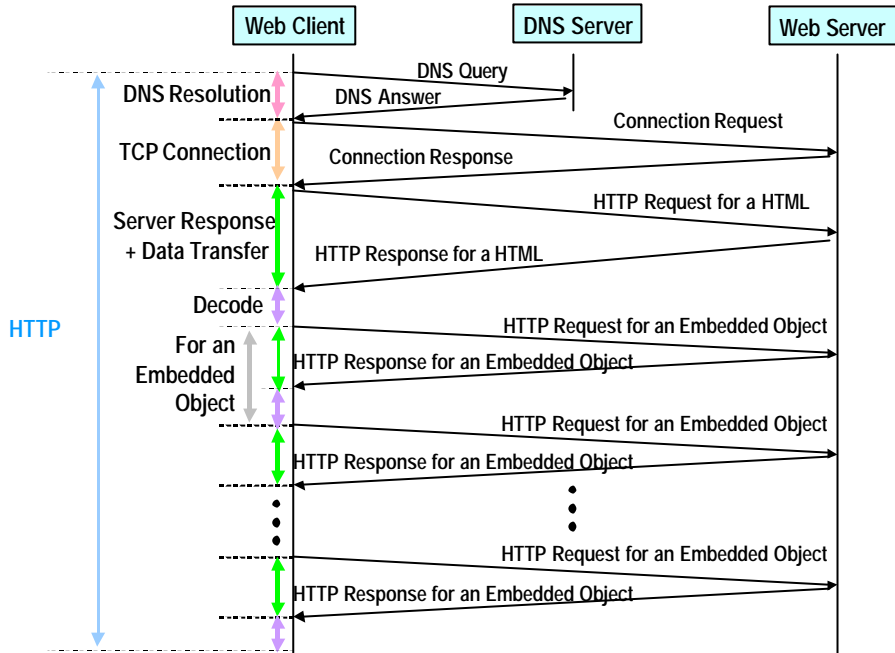 Web Client
DNS Server
Web Server
DNS Query
DNS Resolution
DNS Answer
Connection Request
TCP Connection
Connection Response
HTTP Request for a HTML
Server Response
+ Data Transfer
HTTP Response for a HTML
Decode
HTTP
HTTP Request for an Embedded Object
For an
Embedded
Object
HTTP Response for an Embedded Object
HTTP Request for an Embedded Object
HTTP Response for an Embedded Object
HTTP Request for an Embedded Object
HTTP Response for an Embedded Object